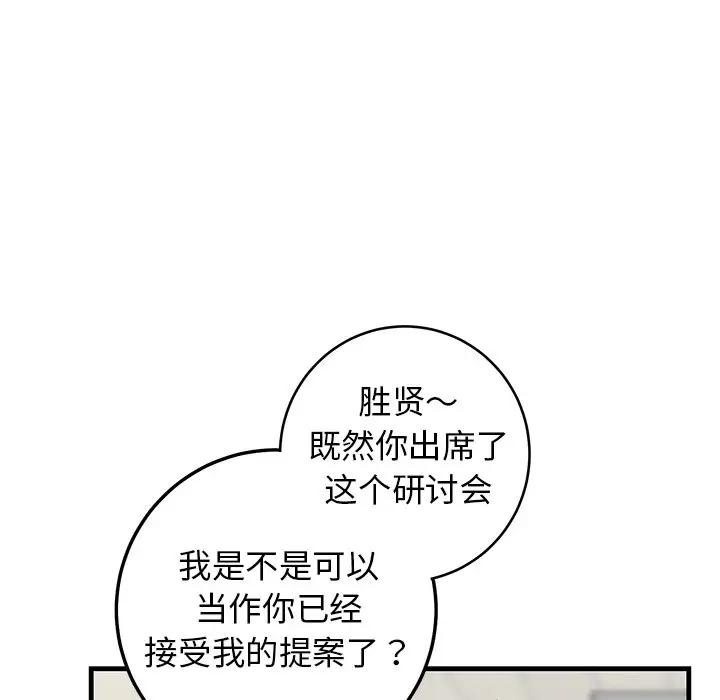 胜贤～
既然你出席了
这个研讨会
我是不是可以
当作你已经
接受我的提案了？